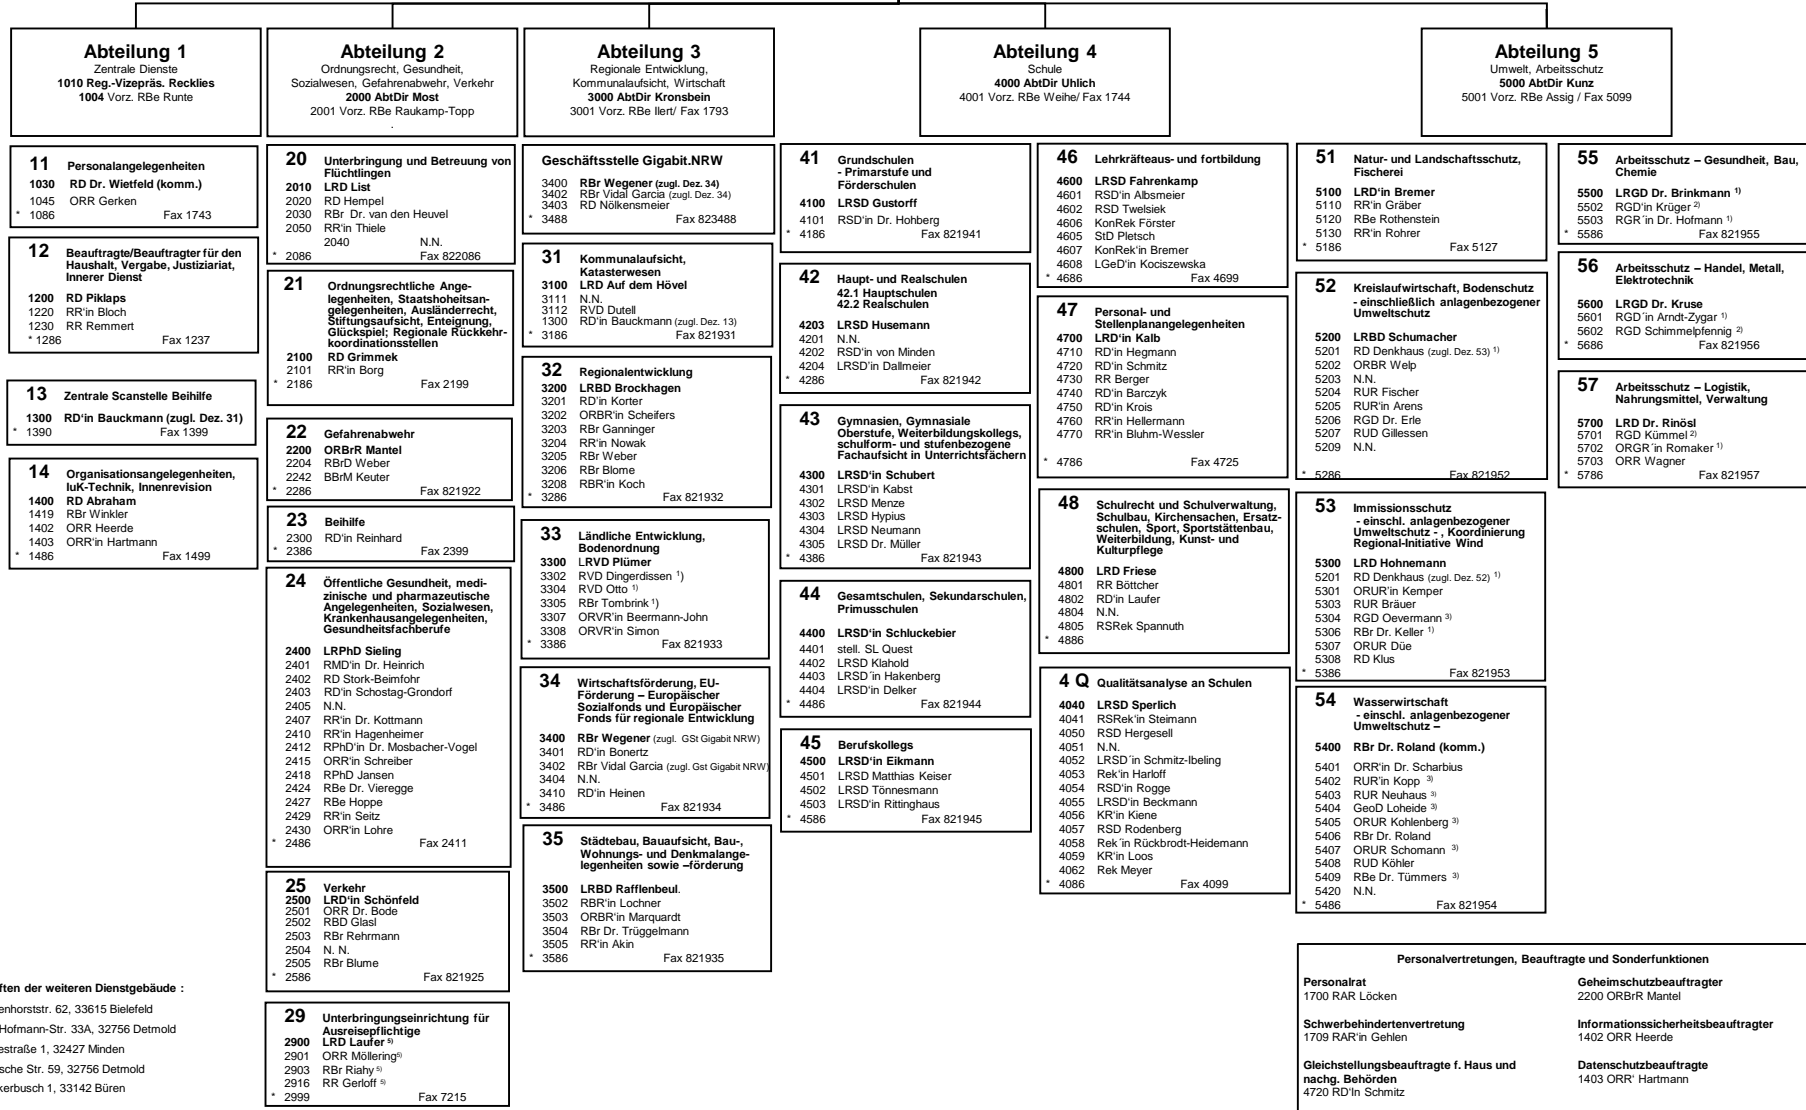 Abteilung 1
Zentrale Dienste
1010 Reg.-Vizepräs. Recklies
1004 Vorz. RBe Runte
Abteilung 2
Ordnungsrecht, Gesundheit,
Sozialwesen, Gefahrenabwehr, Verkehr
2000 AbtDir Most
2001 Vorz. RBe Raukamp-Topp
.
Abteilung 3
Regionale Entwicklung,
Kommunalaufsicht, Wirtschaft
3000 AbtDir Kronsbein
3001 Vorz. RBe Ilert/ Fax 1793
Abteilung 4
Schule
4000 AbtDir Uhlich
4001 Vorz. RBe Weihe/ Fax 1744
Abteilung 5
Umwelt, Arbeitsschutz
5000 AbtDir Kunz
5001 Vorz. RBe Assig / Fax 5099
11 Personalangelegenheiten
1030 RD Dr. Wietfeld (komm.)
1045 ORR Gerken
* 1086 Fax 1743
12 Beauftragte/Beauftragter für den
Haushalt, Vergabe, Justiziariat,
Innerer Dienst
1200 RD Piklaps
1220 RR'in Bloch
1230 RR Remmert
* 1286 Fax 1237
13 Zentrale Scanstelle Beihilfe
1300 RD'in Bauckmann (zugl. Dez. 31)
* 1390 Fax 1399
14 Organisationsangelegenheiten,
IuK-Technik, Innenrevision
1400 RD Abraham
1419 RBr Winkler
1402 ORR Heerde
1403 ORR'in Hartmann
* 1486 Fax 1499
20 Unterbringung und Betreuung von
Flüchtlingen
2010 LRD List
2020 RD Hempel
2030 RBr Dr. van den Heuvel
2050 RR'in Thiele
2040 N.N.
* 2086 Fax 822086
21 Ordnungsrechtliche Ange-
legenheiten, Staatshoheitsan-
gelegenheiten, Ausländerrecht,
Stiftungsaufsicht, Enteignung,
Glückspiel; Regionale Rückkehr-
koordinationsstellen
2100 RD Grimmek
2101 RR'in Borg
* 2186 Fax 2199
22 Gefahrenabwehr
2200 ORBrR Mantel
2204 RBrD Weber
2242 BBrM Keuter
* 2286 Fax 821922
23 Beihilfe
2300 RD'in Reinhard
* 2386 Fax 2399
24 Öffentliche Gesundheit, medi-
zinische und pharmazeutische
Angelegenheiten, Sozialwesen,
Krankenhausangelegenheiten,
Gesundheitsfachberufe
2400 LRPhD Sieling
2401 RMD'in Dr. Heinrich
2402 RD Stork-Beimfohr
2403 RD'in Schostag-Grondorf
2405 N.N.
2407 RR'in Dr. Kottmann
2410 RR'in Hagenheimer
2412 RPhD'in Dr. Mosbacher-Vogel
2415 ORR'in Schreiber
2418 RPhD Jansen
2424 RBe Dr. Vieregge
2427 RBe Hoppe
2429 RR'in Seitz
2430 ORR'in Lohre
* 2486 Fax 2411
25 Verkehr
2500 LRD'in Schönfeld
2501 ORR Dr. Bode
2502 RBD Glasl
2503 RBr Rehrmann
2504 N. N.
2505 RBr Blume
* 2586 Fax 821925
29 Unterbringungseinrichtung für
Ausreisepflichtige
2900 LRD Laufer 5)
2901 ORR Möllering 5)
2903 RBr Riahy 5)
2916 RR Gerloff 5)
* 2999 Fax 7215
Geschäftsstelle Gigabit.NRW
3400 RBr Wegener (zugl. Dez. 34)
3402 RBr Vidal Garcia (zugl. Dez. 34)
3403 RD Nölkensmeier
* 3488 Fax 823488
31 Kommunalaufsicht,
Katasterwesen
3100 LRD Auf dem Hövel
3111 N.N.
3112 RVD Dutell
1300 RD'in Bauckmann (zugl. Dez. 13)
* 3186 Fax 821931
32 Regionalentwicklung
3200 LRBD Brockhagen
3201 RD'in Korter
3202 ORBR'in Scheifers
3203 RBr Ganninger
3204 RR'in Nowak
3205 RBr Weber
3206 RBr Blome
3208 RBR'in Koch
* 3286 Fax 821932
33 Ländliche Entwicklung,
Bodenordnung
3300 LRVD Plümer
3302 RVD Dingerdissen 1)
3304 RVD Otto 1)
3305 RBr Tombrink 1)
3307 ORVR'in Beermann-John
3308 ORVR'in Simon
* 3386 Fax 821933
34 Wirtschaftsförderung, EU-
Förderung – Europäischer
Sozialfonds und Europäischer
Fonds für regionale Entwicklung
3400 RBr Wegener (zugl. GSt Gigabit NRW)
3401 RD'in Bonertz
3402 RBr Vidal Garcia (zugl. Gst Gigabit NRW)
3404 N.N.
3410 RD'in Heinen
* 3486 Fax 821934
35 Städtebau, Bauaufsicht, Bau-,
Wohnungs- und Denkmalange-
legenheiten sowie –förderung
3500 LRBD Rafflenbeul.
3502 RBR'in Lochner
3503 ORBR'in Marquardt
3504 RBr Dr. Trüggelmann
3505 RR'in Akin
* 3586 Fax 821935
41 Grundschulen
- Primarstufe und
Förderschulen
4100 LRSD Gustorff
4101 RSD'in Dr. Hohberg
* 4186 Fax 821941
42 Haupt- und Realschulen
42.1 Hauptschulen
42.2 Realschulen
4203 LRSD Husemann
4201 N.N.
4202 RSD'in von Minden
4204 LRSD'in Dallmeier
* 4286 Fax 821942
43 Gymnasien, Gymnasiale
Oberstufe, Weiterbildungskollegs,
schulform- und stufenbezogene
Fachaufsicht in Unterrichtsfächern
4300 LRSD'in Schubert
4301 LRSD'in Kabst
4302 LRSD Menze
4303 LRSD Hypius
4304 LRSD Neumann
4305 LRSD Dr. Müller
* 4386 Fax 821943
44 Gesamtschulen, Sekundarschulen,
Primusschulen
4400 LRSD'in Schluckebier
4401 stell. SL Quest
4402 LRSD Klahold
4403 LRSD´in Hakenberg
4404 LRSD'in Delker
* 4486 Fax 821944
45 Berufskollegs
4500 LRSD'in Eikmann
4501 LRSD Matthias Keiser
4502 LRSD Tönnesmann
4503 LRSD'in Rittinghaus
* 4586 Fax 821945
46 Lehrkräfteaus- und fortbildung
4600 LRSD Fahrenkamp
4601 RSD'in Albsmeier
4602 RSD Twelsiek
4606 KonRek Förster
4605 StD Pletsch
4607 KonRek'in Bremer
4608 LGeD'in Kociszewska
* 4686 Fax 4699
47 Personal- und
Stellenplanangelegenheiten
4700 LRD'in Kalb
4710 RD'in Hegmann
4720 RD'in Schmitz
4730 RR Berger
4740 RD'in Barczyk
4750 RD'in Krois
4760 RR'in Hellermann
4770 RR'in Bluhm-Wessler
* 4786 Fax 4725
48 Schulrecht und Schulverwaltung,
Schulbau, Kirchensachen, Ersatz-
schulen, Sport, Sportstättenbau,
Weiterbildung, Kunst- und
Kulturpflege
4800 LRD Friese
4801 RR Böttcher
4802 RD'in Laufer
4804 N.N.
4805 RSRek Spannuth
* 4886
4 Q Qualitätsanalyse an Schulen
4040 LRSD Sperlich
4041 RSRek'in Steimann
4050 RSD Hergesell
4051 N.N.
4052 LRSD´in Schmitz-Ibeling
4053 Rek'in Harloff
4054 RSD'in Rogge
4055 LRSD'in Beckmann
4056 KR'in Kiene
4057 RSD Rodenberg
4058 Rek´in Rückbrodt-Heidemann
4059 KR'in Loos
4062 Rek Meyer
* 4086 Fax 4099
51 Natur- und Landschaftsschutz,
Fischerei
5100 LRD'in Bremer
5110 RR'in Gräber
5120 RBe Rothenstein
5130 RR'in Rohrer
* 5186 Fax 5127
52 Kreislaufwirtschaft, Bodenschutz
- einschließlich anlagenbezogener
Umweltschutz
5200 LRBD Schumacher
5201 RD Denkhaus (zugl. Dez. 53) 1)
5202 ORBR Welp
5203 N.N.
5204 RUR Fischer
5205 RUR'in Arens
5206 RGD Dr. Erle
5207 RUD Gillessen
5209 N.N.
* 5286 Fax 821952
53 Immissionsschutz
- einschl. anlagenbezogener
Umweltschutz - , Koordinierung
Regional-Initiative Wind
5300 LRD Hohnemann
5201 RD Denkhaus (zugl. Dez. 52) 1)
5301 ORUR'in Kemper
5303 RUR Bräuer
5304 RGD Oevermann 3)
5306 RBr Dr. Keller 1)
5307 ORUR Düe
5308 RD Klus
* 5386 Fax 821953
54 Wasserwirtschaft
- einschl. anlagenbezogener
Umweltschutz –
5400 RBr Dr. Roland (komm.)
5401 ORR'in Dr. Scharbius
5402 RUR'in Kopp 3)
5403 RUR Neuhaus 3)
5404 GeoD Loheide 3)
5405 ORUR Kohlenberg 3)
5406 RBr Dr. Roland
5407 ORUR Schomann 3)
5408 RUD Köhler
5409 RBe Dr. Tümmers 3)
5420 N.N.
* 5486 Fax 821954
55 Arbeitsschutz – Gesundheit, Bau,
Chemie
5500 LRGD Dr. Brinkmann 1)
5502 RGD'in Krüger 2)
5503 RGR´in Dr. Hofmann 1)
* 5586 Fax 821955
56 Arbeitsschutz – Handel, Metall,
Elektrotechnik
5600 LRGD Dr. Kruse
5601 RGD´in Arndt-Zygar 1)
5602 RGD Schimmelpfennig 2)
* 5686 Fax 821956
57 Arbeitsschutz – Logistik,
Nahrungsmittel, Verwaltung
5700 LRD Dr. Rinösl
5701 RGD Kümmel 2)
5702 ORGR´in Romaker 1)
5703 ORR Wagner
* 5786 Fax 821957
ften der weiteren Dienstgebäude :
enhorststr. 62, 33615 Bielefeld
Hofmann-Str. 33A, 32756 Detmold
estraße 1, 32427 Minden
sche Str. 59, 32756 Detmold
kerbusch 1, 33142 Büren
Personalvertretungen, Beauftragte und Sonderfunktionen
Personalrat
1700 RAR Löcken
Schwerbehindertenvertretung
1709 RAR'in Gehlen
Gleichstellungsbeauftragte f. Haus und
nachg. Behörden
4720 RD'In Schmitz
Geheimschutzbeauftragter
2200 ORBrR Mantel
Informationssicherheitsbeauftragter
1402 ORR Heerde
Datenschutzbeauftragte
1403 ORR' Hartmann